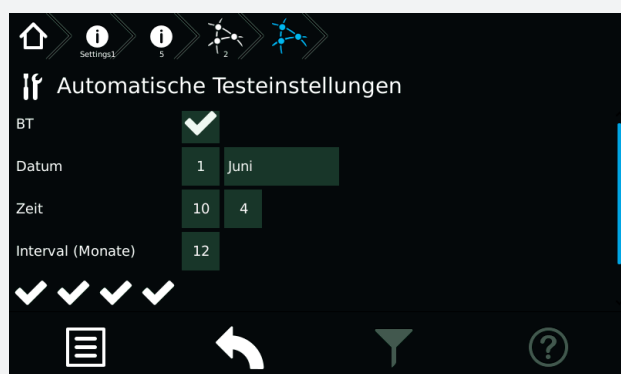 Settings1 5 2
Automatische Testeinstellungen
BT
Datum 1 Juni
Zeit 10 4
Interval (Monate) 12